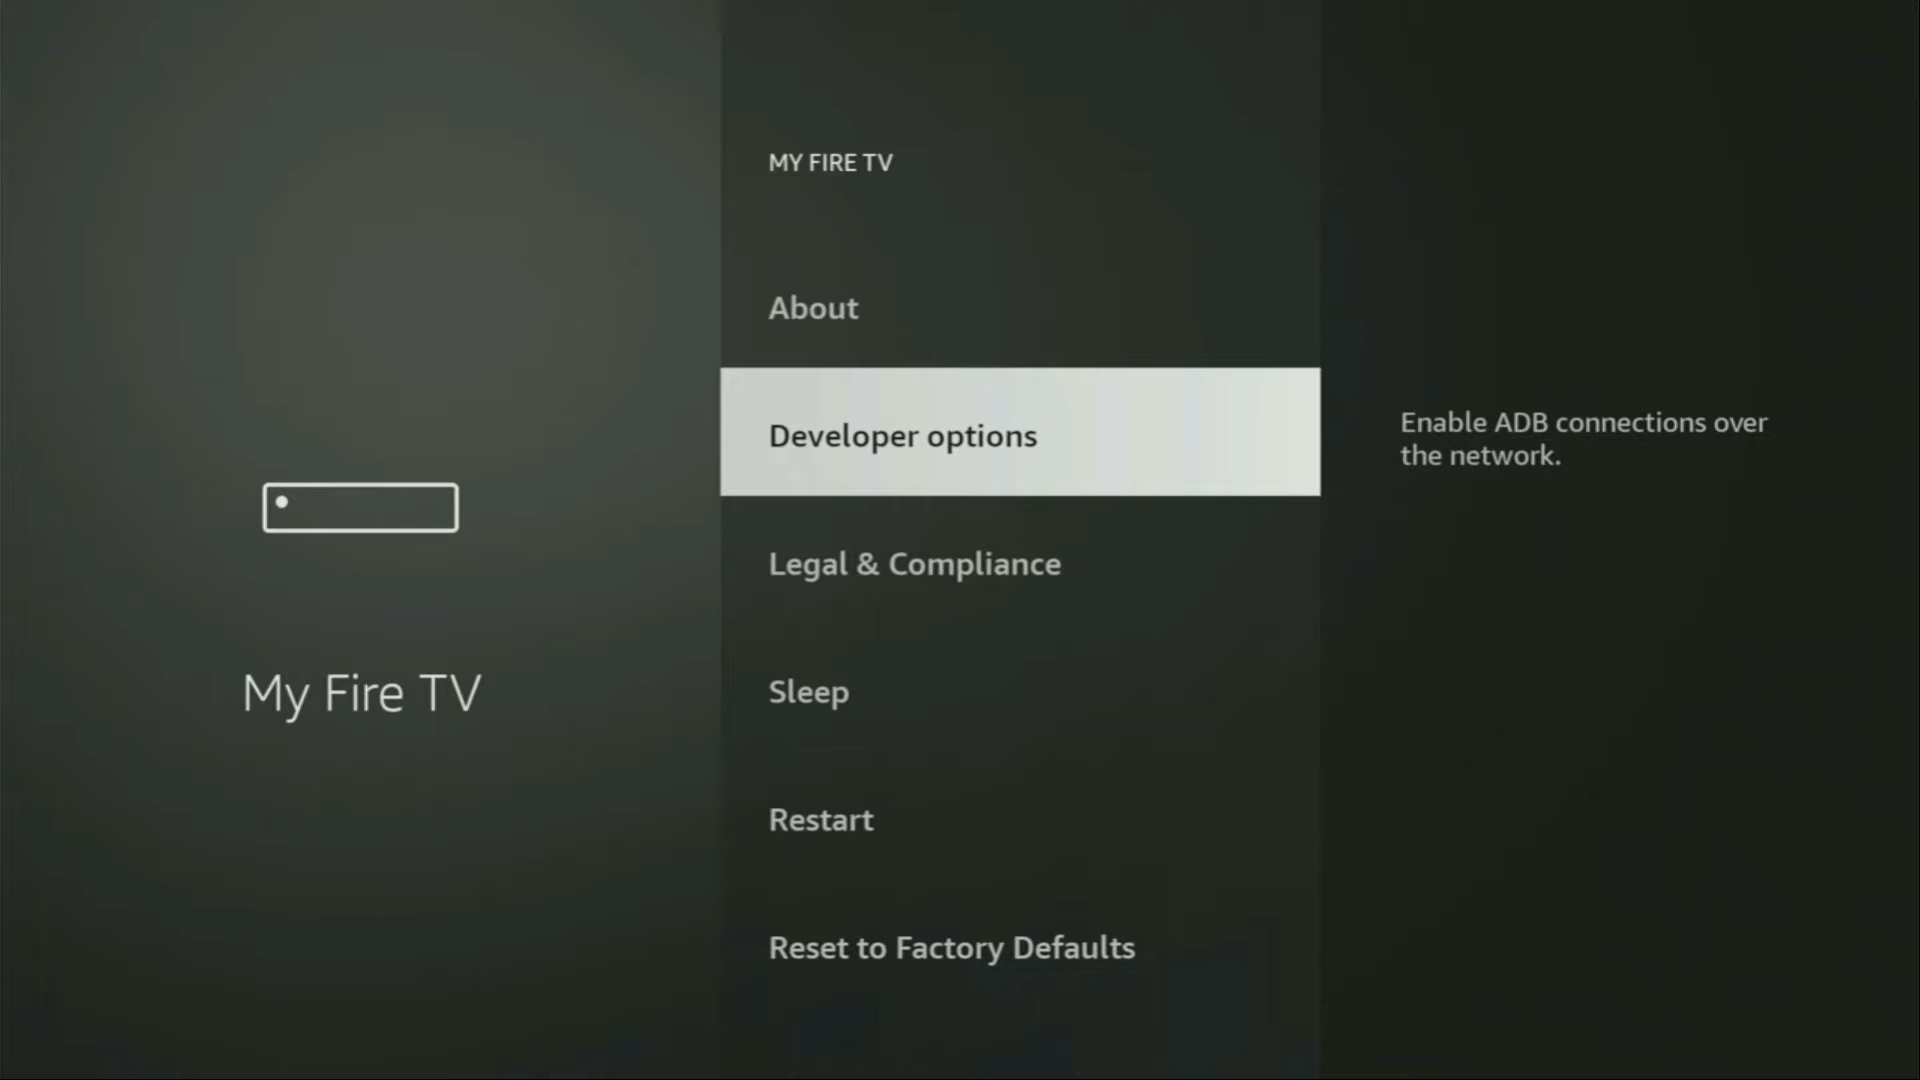 MY FIRE TV
About
Developer options
Enable ADB connections over
the network.
Legal & Compliance
My Fire TV
Sleep
Restart
Reset to Factory Defaults